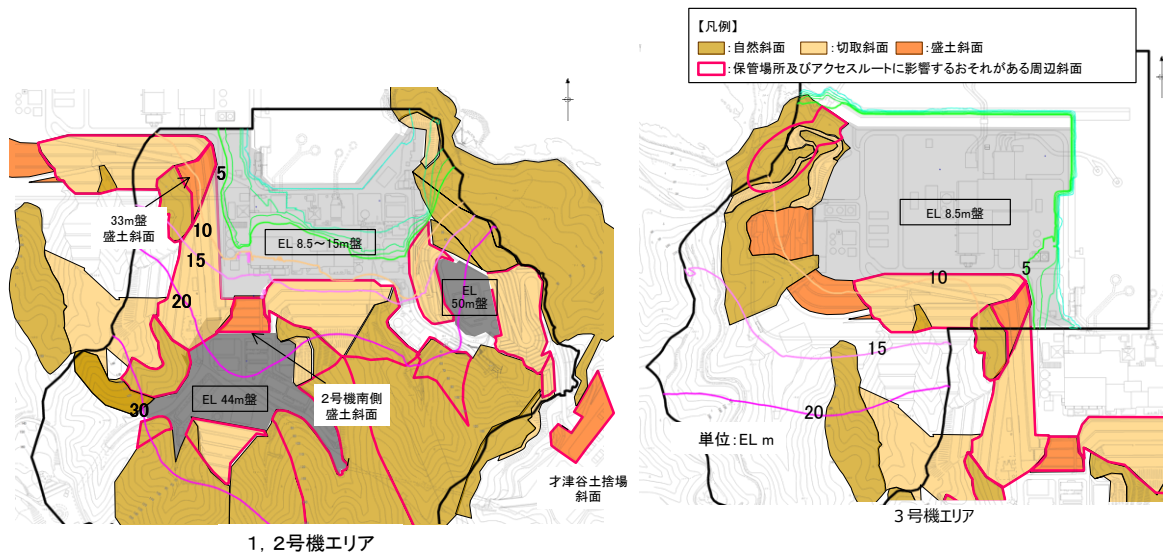 5
33m盤
盛土斜面
10
15
20
30
EL 8.5～15m盤
EL
50m盤
EL 44m盤
2号機南側
盛土斜面
才津谷土捨場
斜面
1，2号機エリア
【凡例】
：自然斜面　：切取斜面　：盛土斜面
：保管場所及びアクセスルートに影響するおそれがある周辺斜面
EL 8.5m盤
5
10
15
20
単位：EL m
３号機エリア